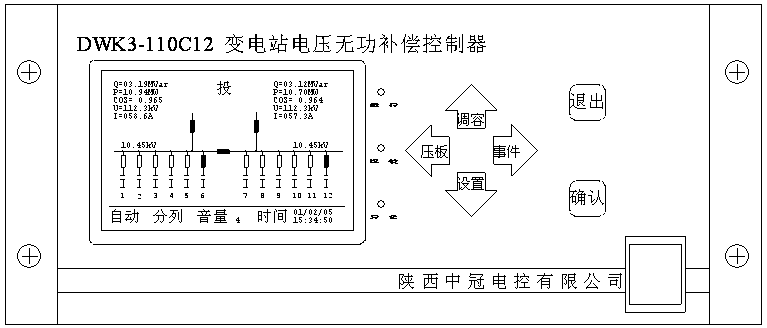 DWK3-110C12 变电站电压无功补偿控制器
Q=03.19MVar
P=10.94MW
COS= 0.965
U=112.3kV
I=058.6A
投
Q=03.12MVar
P=10.70MW
COS= 0.964
U=112.3kV
I=057.3A
10.45kV
10.45kV
1 2 3 4 5 6 7 8 9 10 11 12
自动 分列 音量 4 时间 01/02/05
15:34:50
调容
压板
事件
设置
退出
确认
陕西中冠电控有限公司